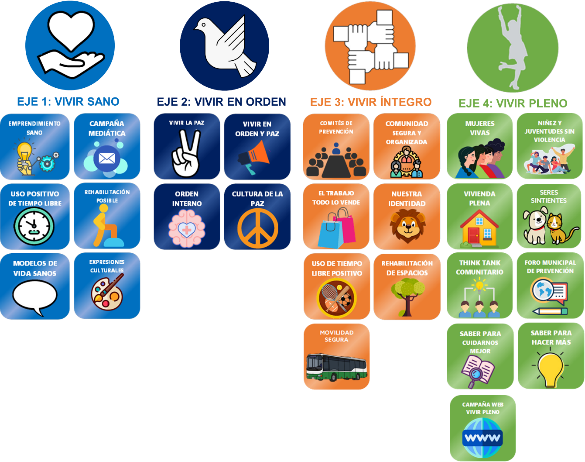 EJE 1: VIVIR SANO
EMPRENDIMIENTO
SANO
CAMPAÑA
MEDIÁTICA
USO POSITIVO
DE TIEMPO LIBRE
REHABILITACIÓN
POSIBLE
MODELOS DE
VIDA SANOS
EXPRESIONES
CULTURALES
EJE 2: VIVIR EN ORDEN
VIVIR LA PAZ
VIVIR EN
ORDEN Y PAZ
ORDEN
INTERNO
CULTURA DE LA
PAZ
EJE 3: VIVIR ÍNTEGRO
COMITÉS DE
PREVENCIÓN
COMUNIDAD
SEGURA Y
ORGANIZADA
EL TRABAJO
TODO LO VENDE
NUESTRA
IDENTIDAD
USO DE TIEMPO
LIBRE POSITIVO
REHABILITACIÓN
DE ESPACIOS
MOVILIDAD
SEGURA
EJE 4: VIVIR PLENO
MUJERES
VIVAS
NIÑEZ Y
JUVENTUDES SIN
VIOLENCIA
VIVIENDA
PLENA
SERES
SINTIENTES
THINK TANK
COMUNITARIO
FORO MUNICIPAL
DE PREVENCIÓN
SABER PARA
CUIDARNOS
MEJOR
SABER PARA
HACER MÁS
CAMPAÑA WEB
VIVIR PLENO
WWW